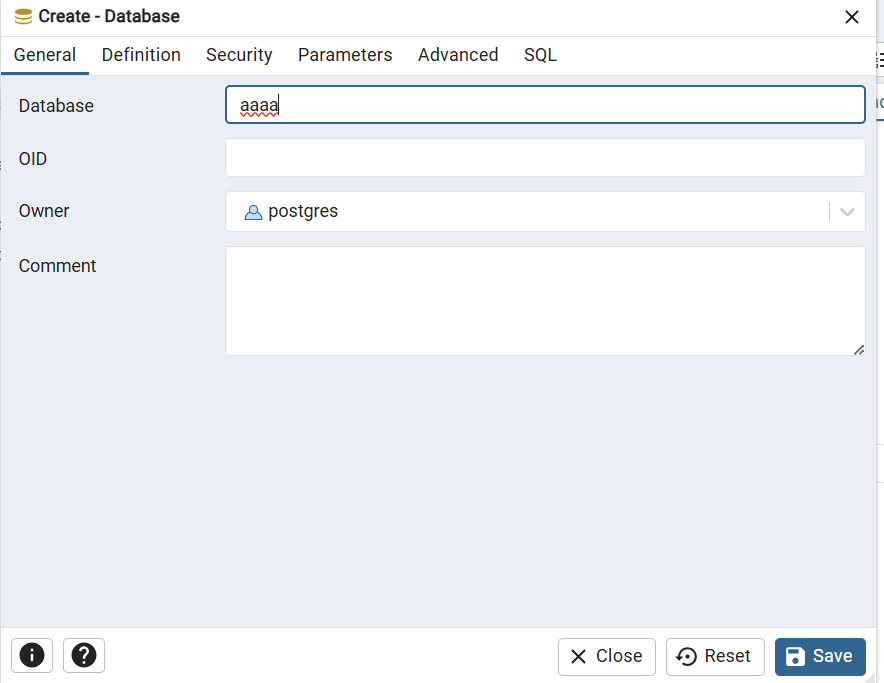 Create - Database
General Definition Security Parameters Advanced SQL
Database aaaa
OID
Owner postgres
Comment
Close Reset Save